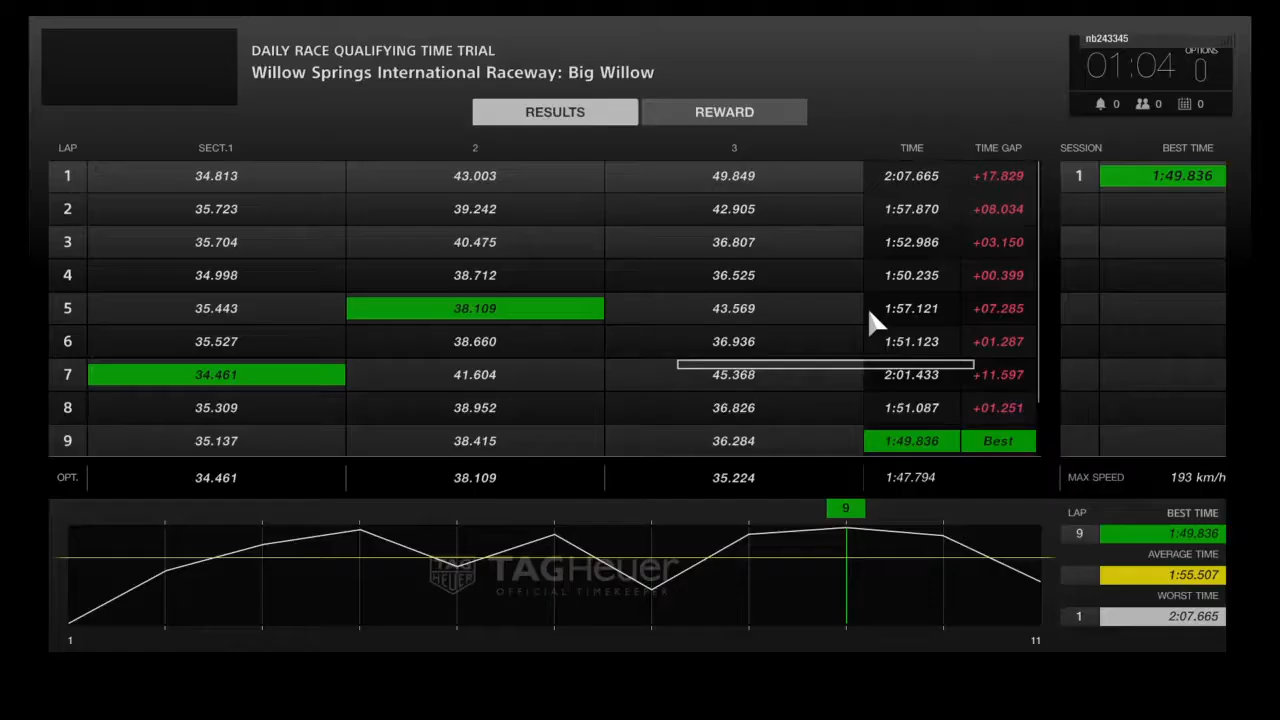 DAILY RACE QUALIFYING TIME TRIAL
Willow Springs International Raceway: Big Willow
nb243345
OPTIONS
01:04 0
0 0 0
RESULTS REWARD
LAP SECT.1 2 3 TIME TIME GAP SESSION BEST TIME
1 34.813 43.003 49.849 2:07.665 +17.829 1 1:49.836
2 35.723 39.242 42.905 1:57.870 +08.034
3 35.704 40.475 36.807 1:52.986 +03.150
4 34.998 38.712 36.525 1:50.235 +00.399
5 35.443 38.109 43.569 1:57.121 +07.285
6 35.527 38.660 36.936 1:51.123 +01.287
7 34.461 41.604 45.368 2:01.433 +11.597
8 35.309 38.952 36.826 1:51.087 +01.251
9 35.137 38.415 36.284 1:49.836 Best
OPT. 34.461 38.109 35.224 1:47.794 MAX SPEED 193 km/h
9
LAP BEST TIME
9 1:49.836
AVERAGE TIME
1:55.507
WORST TIME
1 2:07.665
TAG HEUER
TAGHeuer
OFFICIAL TIMEKEEPER
1 11